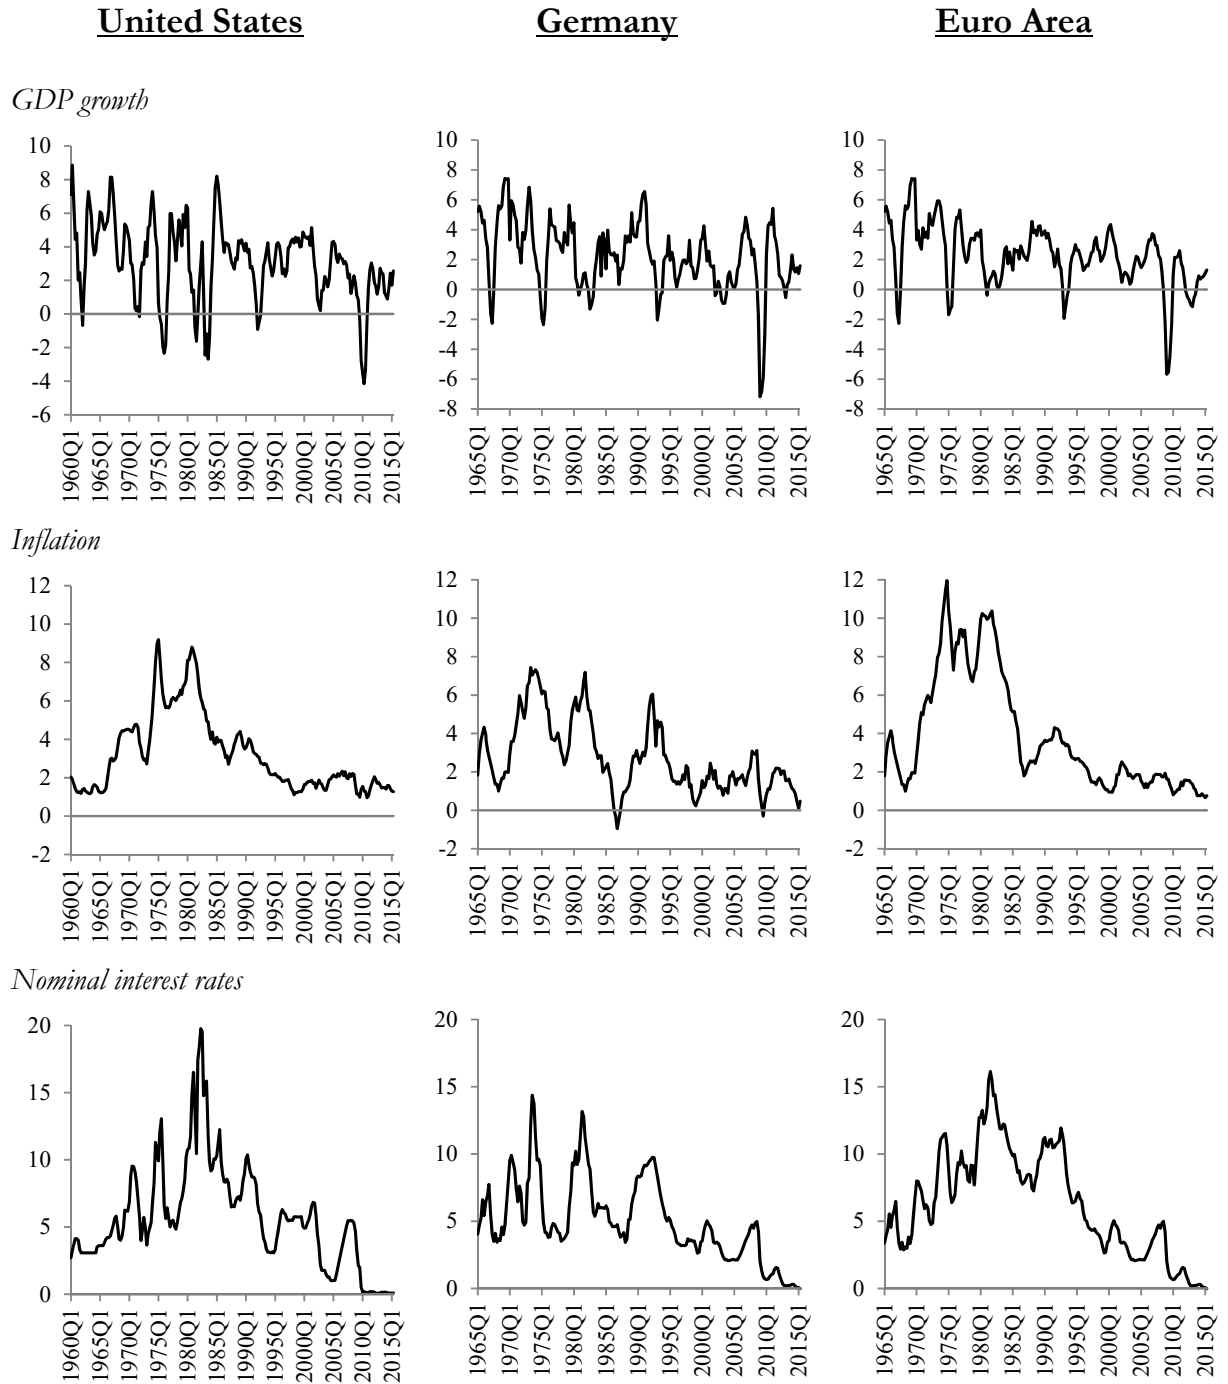 United States Germany Euro Area
GDP growth
10
8
6
4
2
0
-2
-4
-6
1960Q1
1965Q1
1970Q1
1975Q1
1980Q1
1985Q1
1990Q1
1995Q1
2000Q1
2005Q1
2010Q1
2015Q1
10
8
6
4
2
0
-2
-4
-6
-8
1965Q1
1970Q1
1975Q1
1980Q1
1985Q1
1990Q1
1995Q1
2000Q1
2005Q1
2010Q1
2015Q1
10
8
6
4
2
0
-2
-4
-6
-8
1965Q1
1970Q1
1975Q1
1980Q1
1985Q1
1990Q1
1995Q1
2000Q1
2005Q1
2010Q1
2015Q1
Inflation
12
10
8
6
4
2
0
-2
1960Q1
1965Q1
1970Q1
1975Q1
1980Q1
1985Q1
1990Q1
1995Q1
2000Q1
2005Q1
2010Q1
2015Q1
12
10
8
6
4
2
0
-2
1965Q1
1970Q1
1975Q1
1980Q1
1985Q1
1990Q1
1995Q1
2000Q1
2005Q1
2010Q1
2015Q1
12
10
8
6
4
2
0
-2
1965Q1
1970Q1
1975Q1
1980Q1
1985Q1
1990Q1
1995Q1
2000Q1
2005Q1
2010Q1
2015Q1
Nominal interest rates
20
15
10
5
0
1960Q1
1965Q1
1970Q1
1975Q1
1980Q1
1985Q1
1990Q1
1995Q1
2000Q1
2005Q1
2010Q1
2015Q1
20
15
10
5
0
1965Q1
1970Q1
1975Q1
1980Q1
1985Q1
1990Q1
1995Q1
2000Q1
2005Q1
2010Q1
2015Q1
20
15
10
5
0
1965Q1
1970Q1
1975Q1
1980Q1
1985Q1
1990Q1
1995Q1
2000Q1
2005Q1
2010Q1
2015Q1